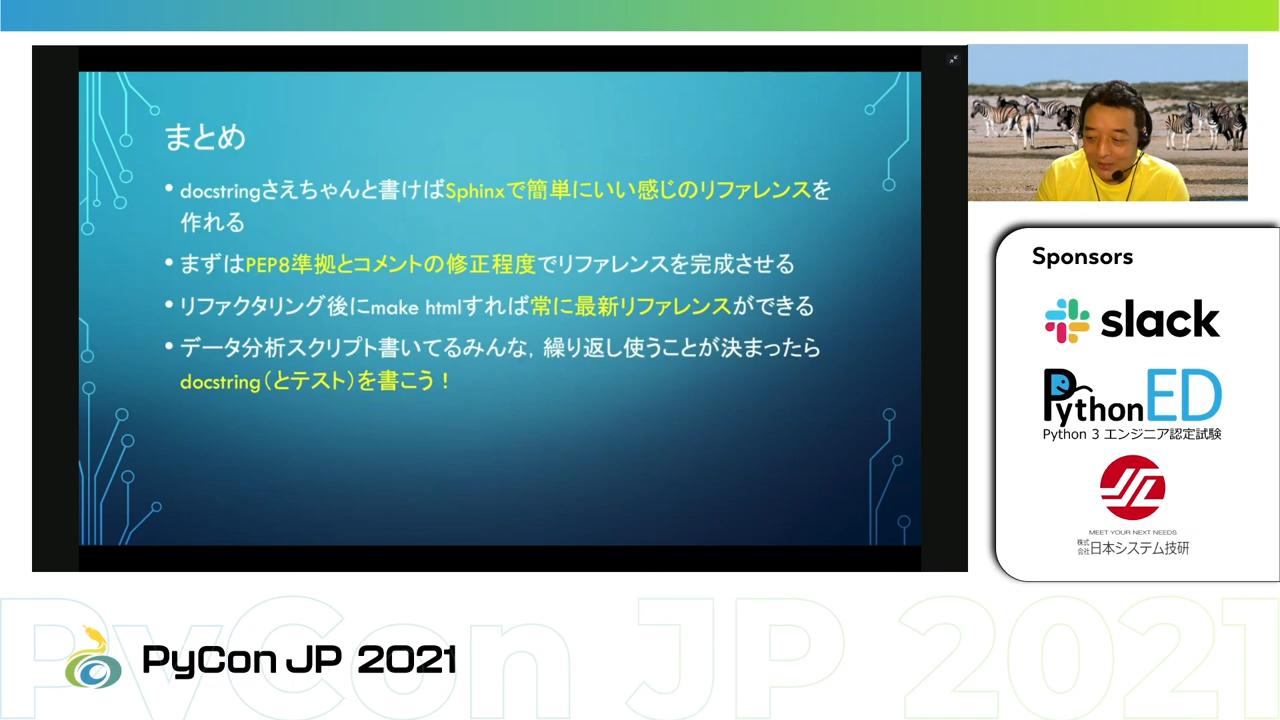 まとめ
• docstringさえちゃんと書けばSphinxで簡単にいい感じのリファレンスを
作れる
• まずはPEP8準拠とコメントの修正程度でリファレンスを完成させる
• リファクタリング後にmake htmlすれば常に最新リファレンスができる
• データ分析スクリプト書いてるみんな，繰り返し使うことが決まったら
docstring（とテスト）を書こう！
Sponsors
slack
PythonED
Python 3 エンジニア認定試験
MEET YOUR NEXT NEEDS
株式会社日本システム技研
PyCon JP 2021
PyCon JP 2021